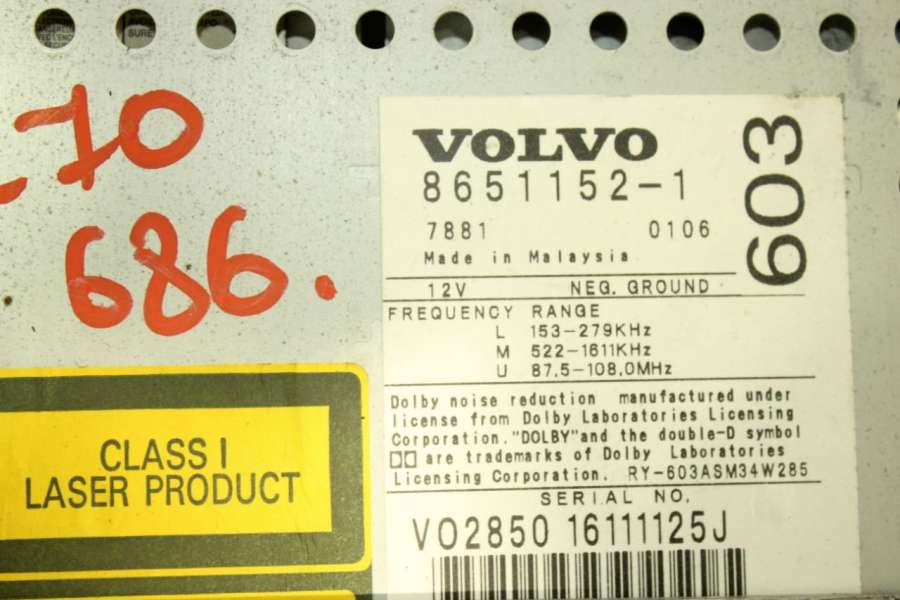 SURE
70
686.
VOLVO
8651152-1
603
7881 0106
Made in Malaysia
12V NEG. GROUND
FREQUENCY RANGE
L 153-279KHz
M 522-1611KHz
U 87.5-108.0MHz
Dolby noise reduction manufactured under
license from Dolby Laboratories Licensing
Corporation. "DOLBY" and the double-D symbol
are trademarks of Dolby Laboratories
Licensing Corporation. RY-603ASM34W285
SERIAL NO.
VO2850 16111125J
CLASS I
LASER PRODUCT